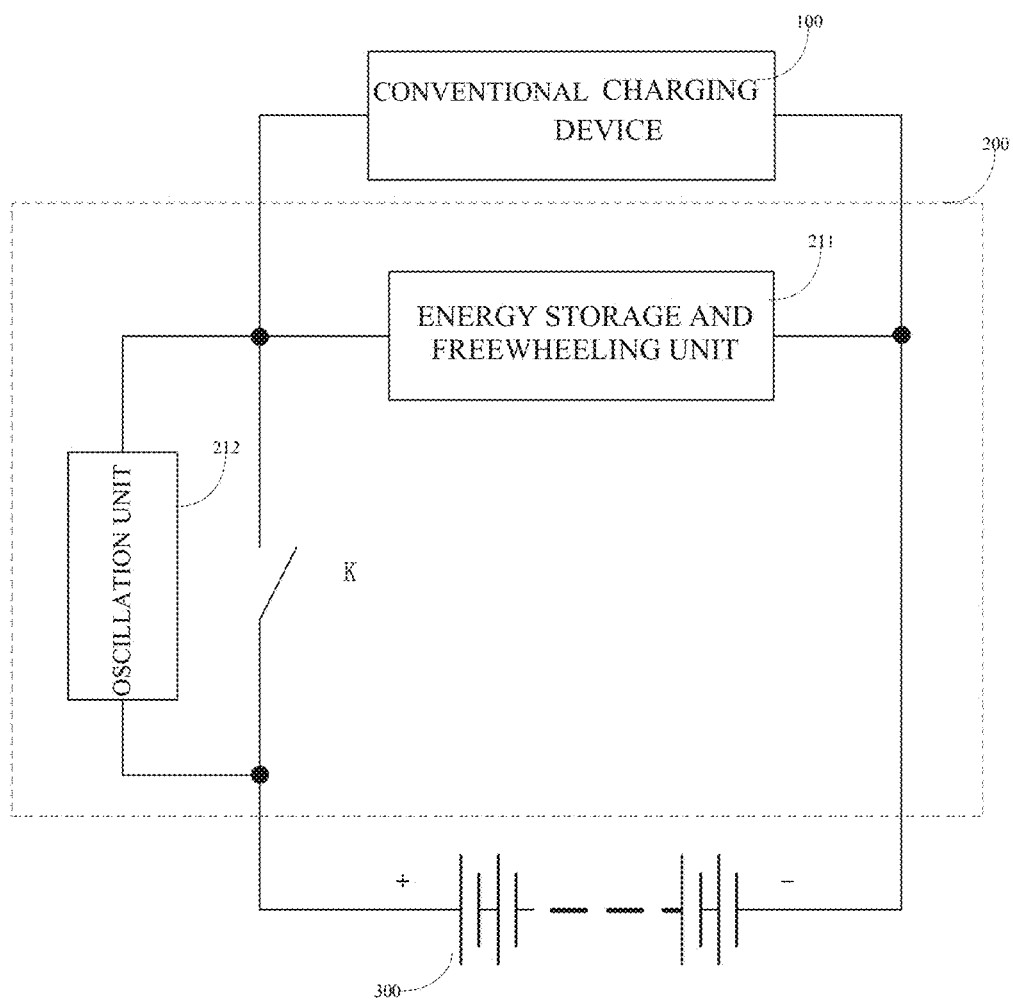 100
CONVENTIONAL CHARGING
DEVICE
200
211
ENERGY STORAGE AND
FREEWHEELING UNIT
212
OSCILLATION UNIT
K
+
−
300